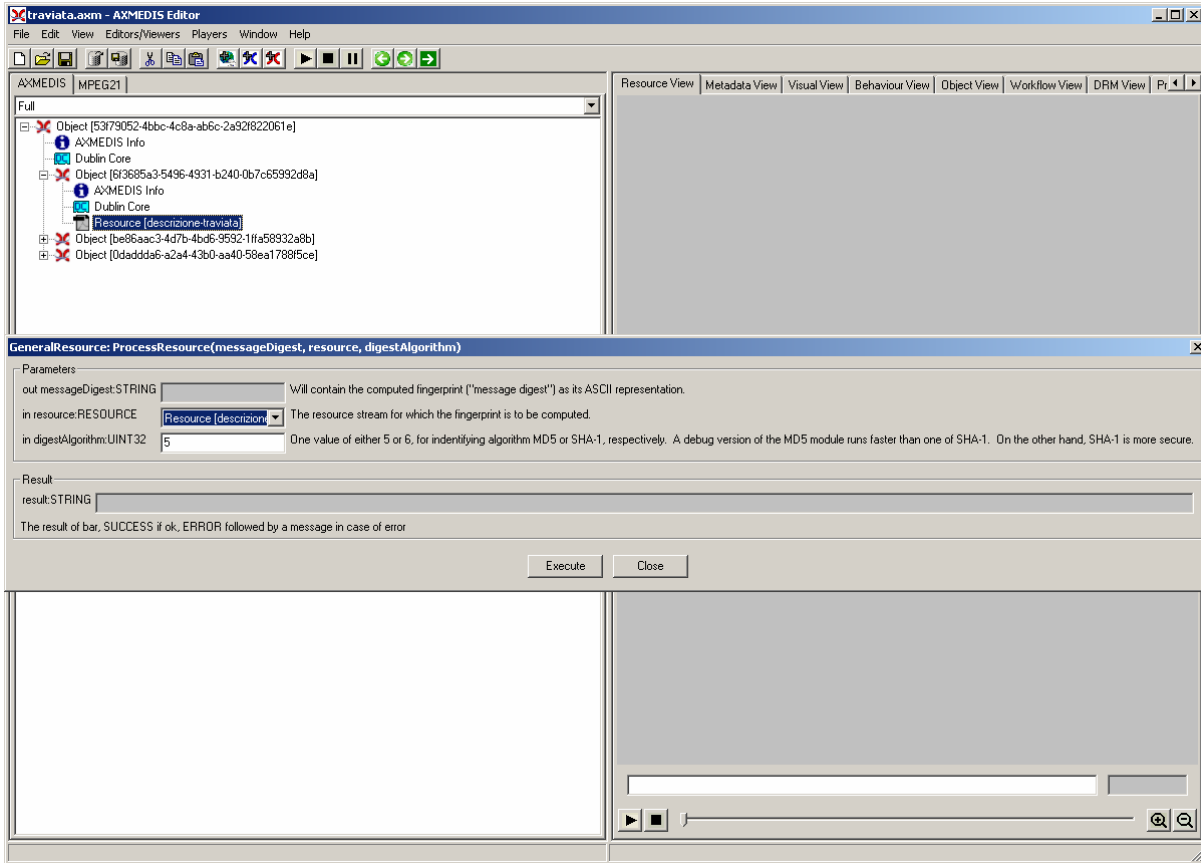 traviata.axm - AXMEDIS Editor
File Edit View Editors/Viewers Players Window Help
AXMEDIS MPEG21
Full
Object [53f79052-4bbc-4c8a-ab6c-2a92f822061e]
AXMEDIS Info
Dublin Core
Object [6f3685a3-5496-4931-b240-0b7c65992d8a]
AXMEDIS Info
Dublin Core
Resource [descrizione-traviata]
Object [be86aac3-4d7b-4bd6-9592-1ffa58932a8b]
Object [0daddda6-a2a4-43b0-aa40-58ea1788f5ce]
Resource View Metadata View Visual View Behaviour View Object View Workflow View DRM View Pr
GeneralResource: ProcessResource(messageDigest, resource, digestAlgorithm)
Parameters
out messageDigest:STRING Will contain the computed fingerprint ("message digest") as its ASCII representation.
in resource:RESOURCE Resource [descrizione The resource stream for which the fingerprint is to be computed.
in digestAlgorithm:UINT32 5 One value of either 5 or 6, for indentifying algorithm MD5 or SHA-1, respectively. A debug version of the MD5 module runs faster than one of SHA-1. On the other hand, SHA-1 is more secure.
Result
result:STRING
The result of bar, SUCCESS if ok, ERROR followed by a message in case of error
Execute Close